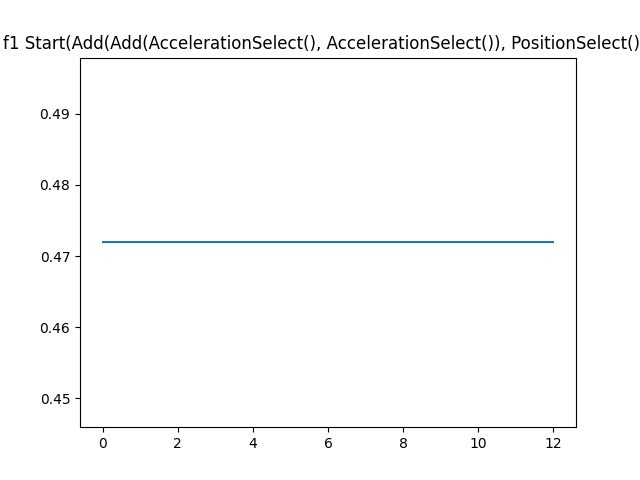 f1 Start(Add(Add(AccelerationSelect(), AccelerationSelect()), PositionSelect()
0.49
0.48
0.47
0.46
0.45
0 2 4 6 8 10 12